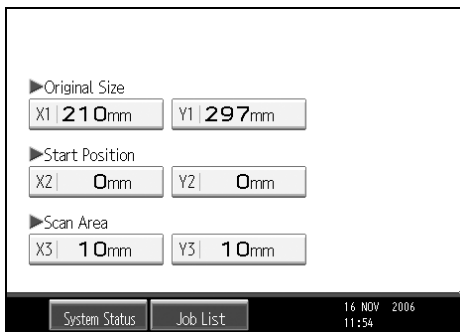 ▶Original Size
X1 210mm Y1 297mm
▶Start Position
X2 0mm Y2 0mm
▶Scan Area
X3 10mm Y3 10mm
System Status Job List 16 NOV 2006
11:54